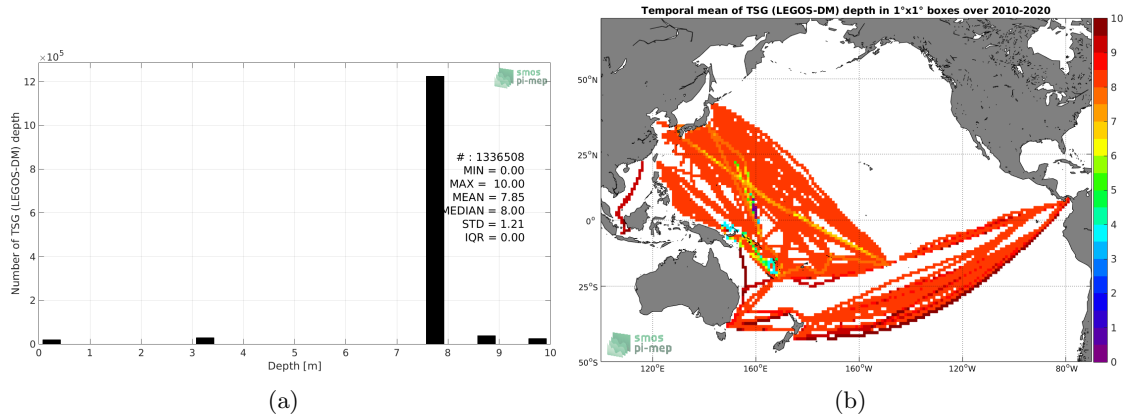 ×10⁵
12
10
8
6
4
2
0
0 1 2 3 4 5 6 7 8 9 10
Number of TSG (LEGOS-DM) depth
Depth [m]
smos
pi-mep
# : 1336508
MIN = 0.00
MAX = 10.00
MEAN = 7.85
MEDIAN = 8.00
STD = 1.21
IQR = 0.00
(a)
Temporal mean of TSG (LEGOS-DM) depth in 1°x1° boxes over 2010-2020
50°N
25°N
0°
25°S
50°S
120°E 160°E 160°W 120°W 80°W
smos
pi-mep
10
9
8
7
6
5
4
3
2
1
0
(b)